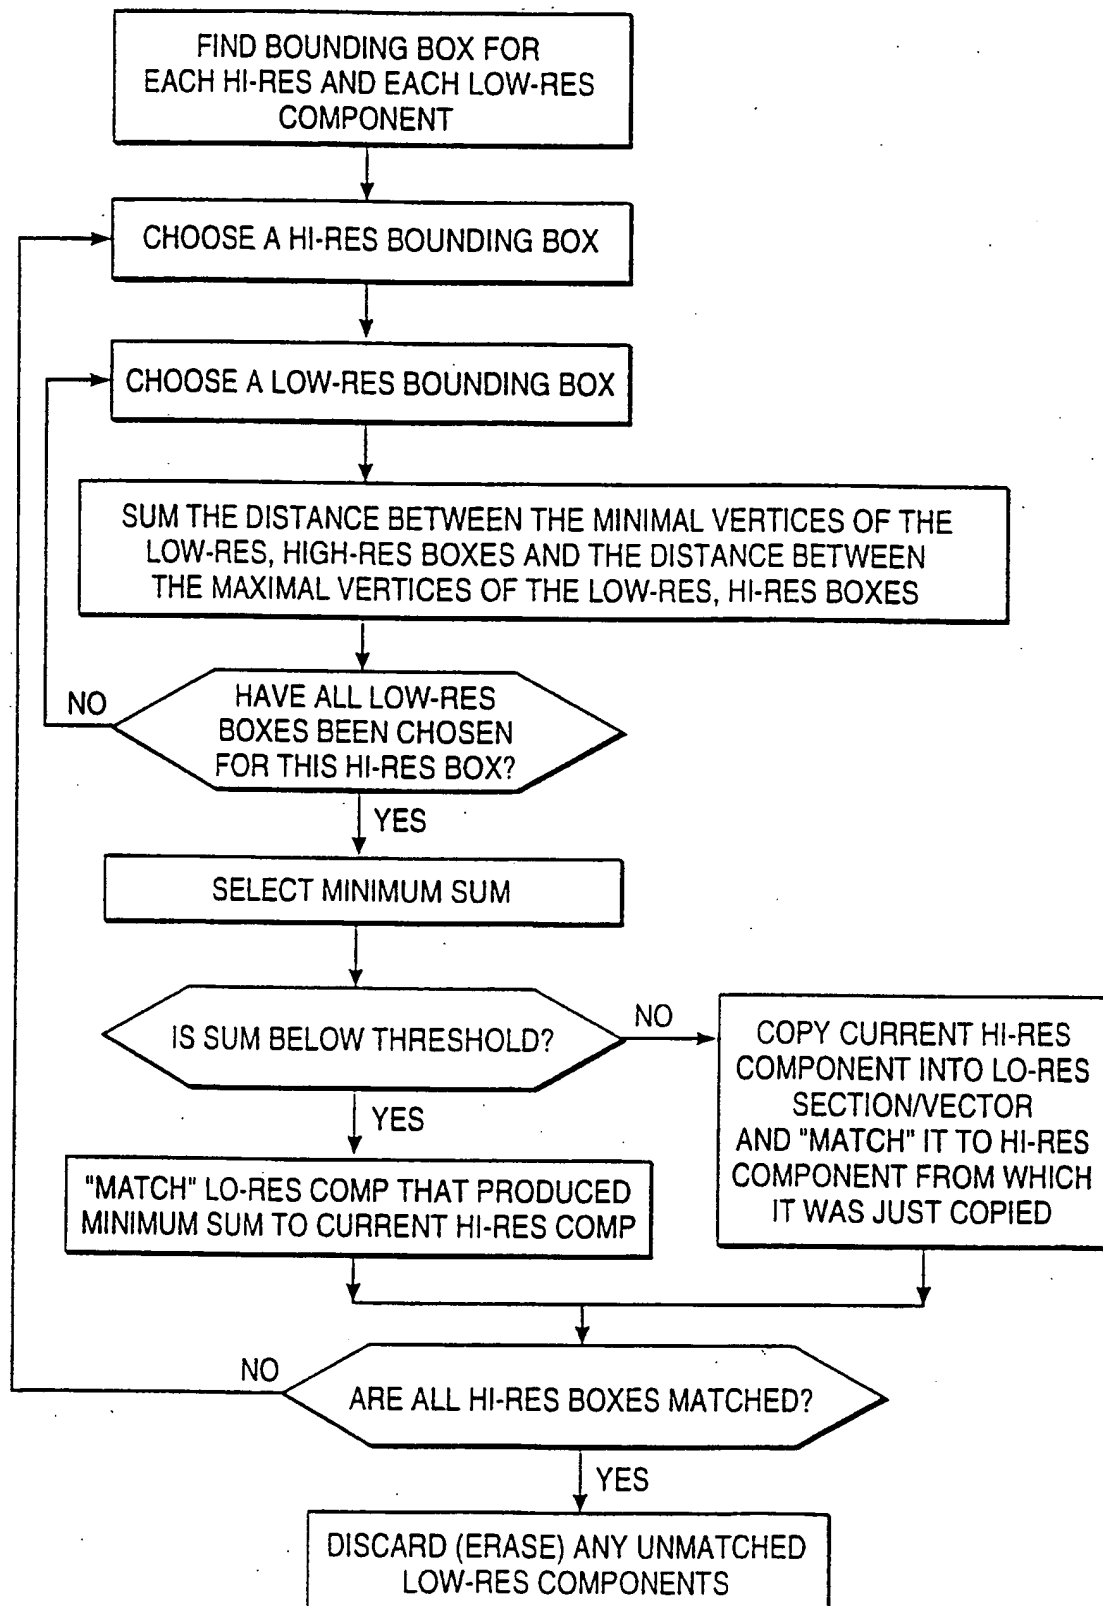 FIND BOUNDING BOX FOR
EACH HI-RES AND EACH LOW-RES
COMPONENT
CHOOSE A HI-RES BOUNDING BOX
CHOOSE A LOW-RES BOUNDING BOX
SUM THE DISTANCE BETWEEN THE MINIMAL VERTICES OF THE
LOW-RES, HIGH-RES BOXES AND THE DISTANCE BETWEEN
THE MAXIMAL VERTICES OF THE LOW-RES, HI-RES BOXES
NO
HAVE ALL LOW-RES
BOXES BEEN CHOSEN
FOR THIS HI-RES BOX?
YES
SELECT MINIMUM SUM
IS SUM BELOW THRESHOLD?
NO
YES
COPY CURRENT HI-RES
COMPONENT INTO LO-RES
SECTION/VECTOR
AND "MATCH" IT TO HI-RES
COMPONENT FROM WHICH
IT WAS JUST COPIED
"MATCH" LO-RES COMP THAT PRODUCED
MINIMUM SUM TO CURRENT HI-RES COMP
NO
ARE ALL HI-RES BOXES MATCHED?
YES
DISCARD (ERASE) ANY UNMATCHED
LOW-RES COMPONENTS